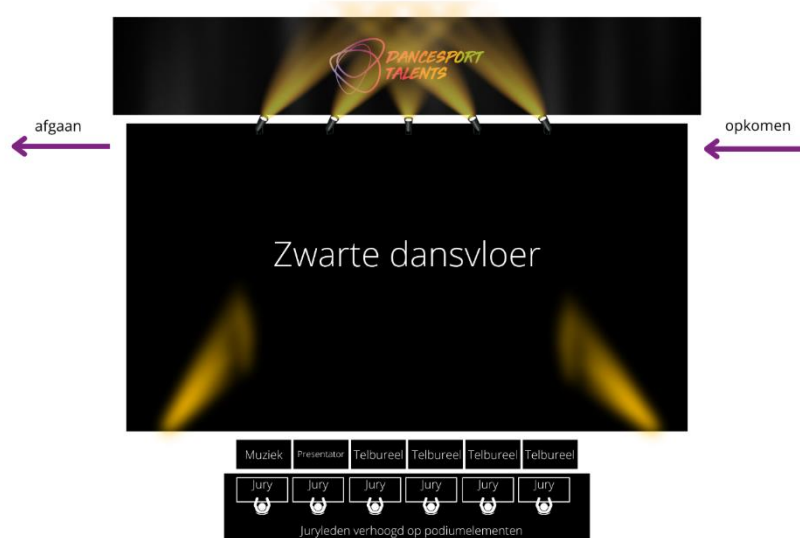 DANCESPORT
TALENTS
afgaan
opkomen
Zwarte dansvloer
Muziek Presentator Telbureel Telbureel Telbureel Telbureel
Jury Jury Jury Jury Jury Jury
Juryleden verhoogd op podiumelementen